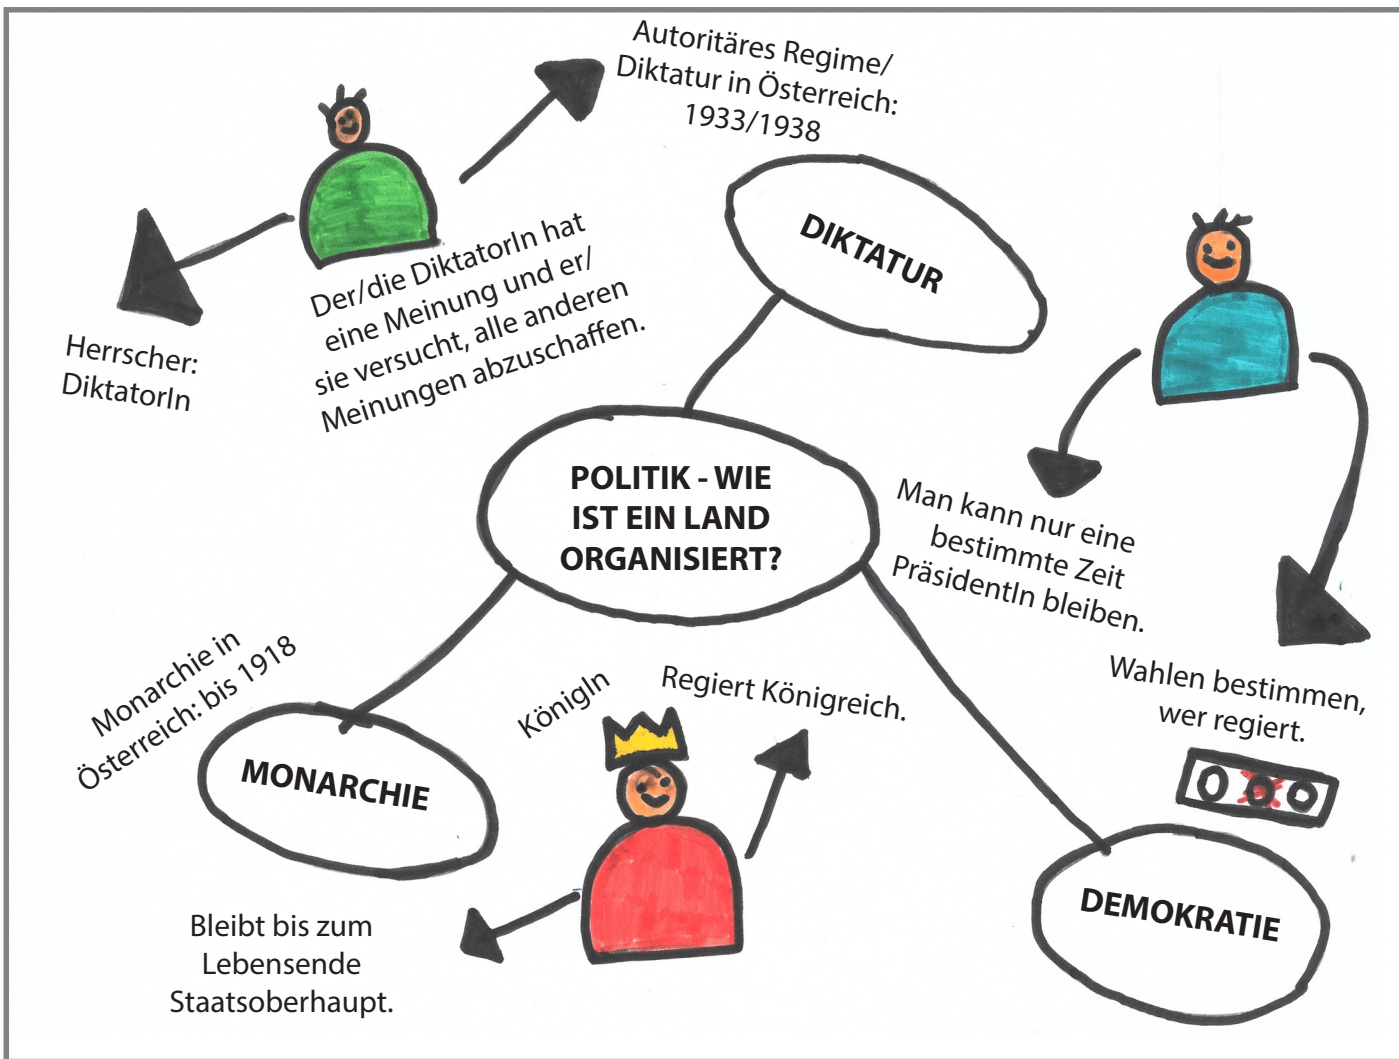 Autoritäres Regime/
Diktatur in Österreich:
1933/1938
DIKTATUR
Der/die DiktatorIn hat
eine Meinung und er/
sie versucht, alle anderen
Meinungen abzuschaffen.
Herrscher:
DiktatorIn
POLITIK - WIE
IST EIN LAND
ORGANISIERT?
Man kann nur eine
bestimmte Zeit
PräsidentIn bleiben.
Wahlen bestimmen,
wer regiert.
DEMOKRATIE
Monarchie in
Österreich: bis 1918
MONARCHIE
KönigIn
Regiert Königreich.
Bleibt bis zum
Lebensende
Staatsoberhaupt.